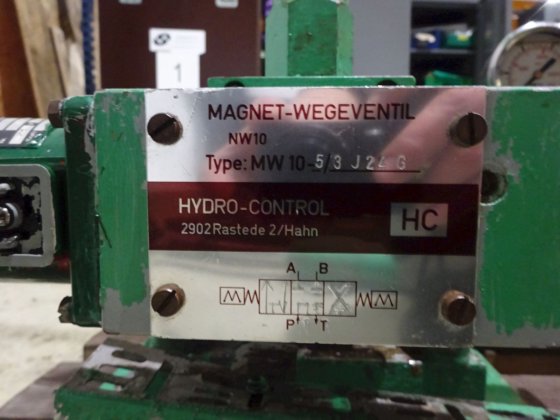 1
MAGNET-WEGEVENTIL
NW10
Type: MW 10-5/3 J 24 G
HYDRO-CONTROL
HC
2902 Rastede 2/Hahn
A B
P T